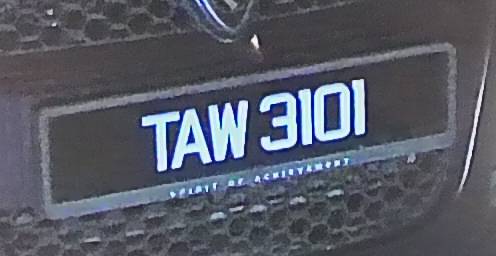 TAW 3101
SPIRIT OF ACHIEVEMENT